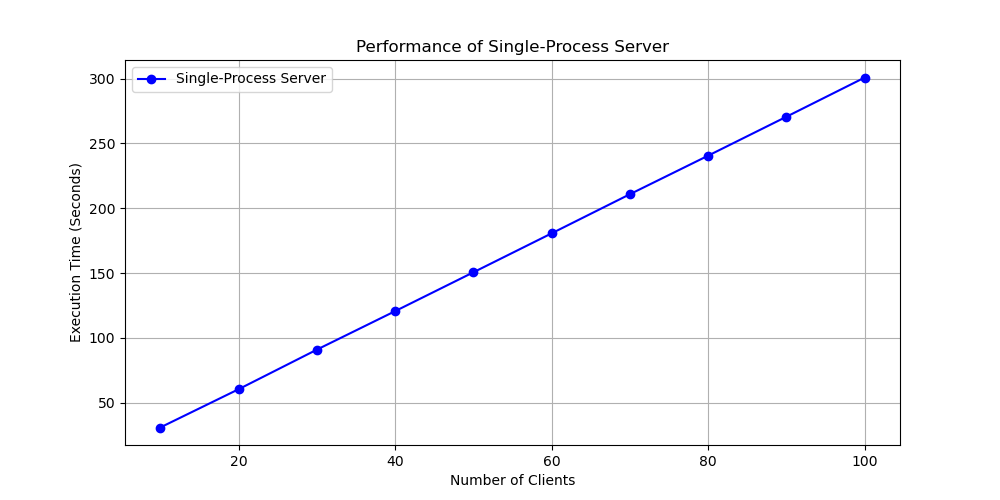 Performance of Single-Process Server
Single-Process Server
300
250
200
150
100
50
Execution Time (Seconds)
20 40 60 80 100
Number of Clients